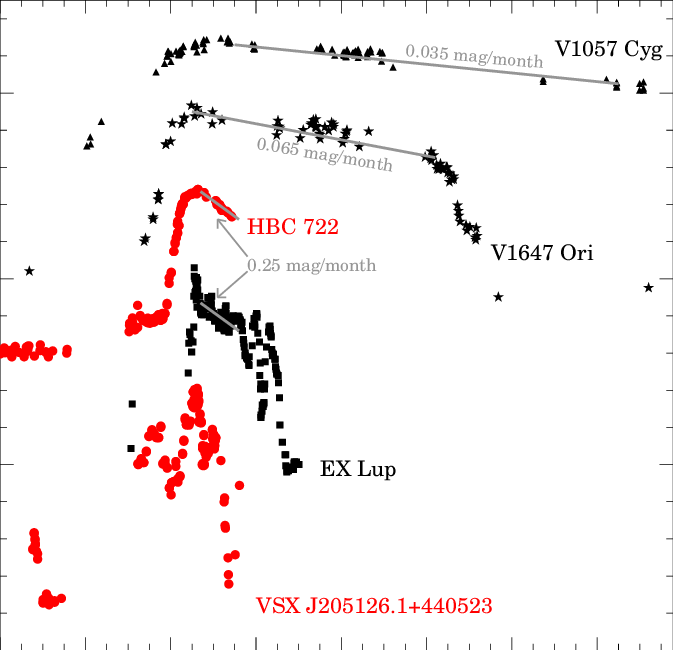 V1057 Cyg
0.035 mag/month
0.065 mag/month
HBC 722
V1647 Ori
0.25 mag/month
EX Lup
VSX J205126.1+440523